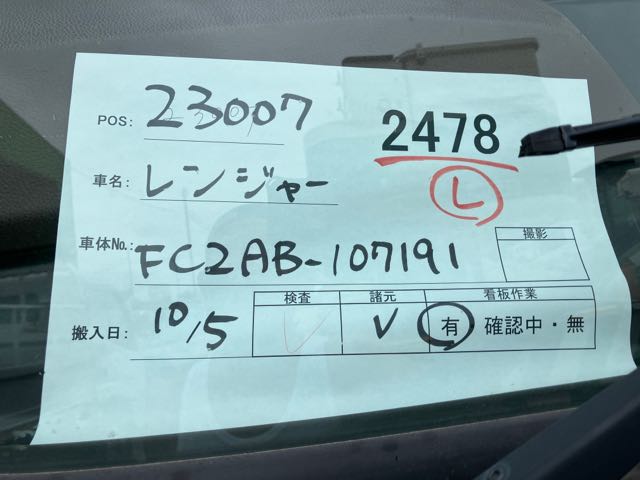 POS: 23007
2478
L
車名: レンジャー
車体No.: FC2AB-107191
撮影
搬入日: 10/5
検査 諸元 看板作業
✓ V 有・確認中・無